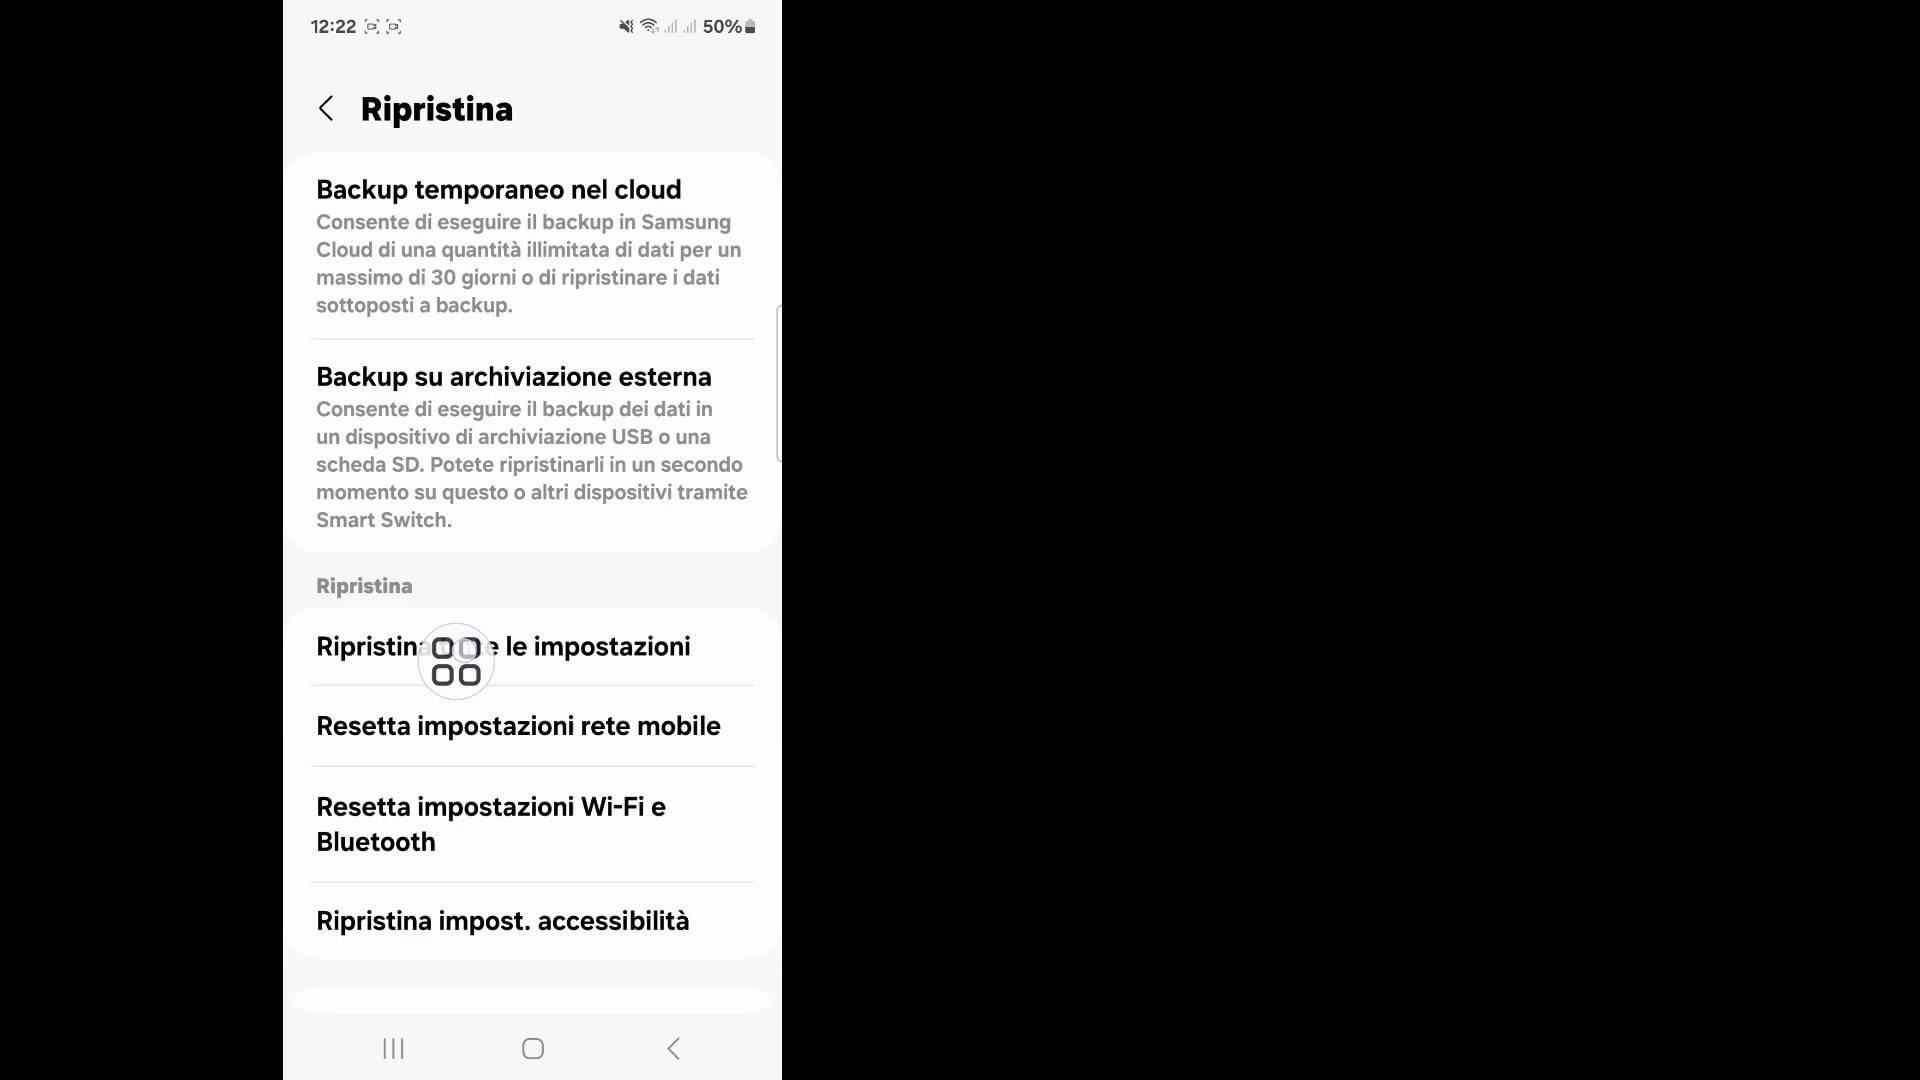 12:22
50%
Ripristina
Backup temporaneo nel cloud
Consente di eseguire il backup in Samsung
Cloud di una quantità illimitata di dati per un
massimo di 30 giorni o di ripristinare i dati
sottoposti a backup.
Backup su archiviazione esterna
Consente di eseguire il backup dei dati in
un dispositivo di archiviazione USB o una
scheda SD. Potete ripristinarli in un secondo
momento su questo o altri dispositivi tramite
Smart Switch.
Ripristina
Ripristina le impostazioni
Resetta impostazioni rete mobile
Resetta impostazioni Wi-Fi e
Bluetooth
Ripristina impost. accessibilità